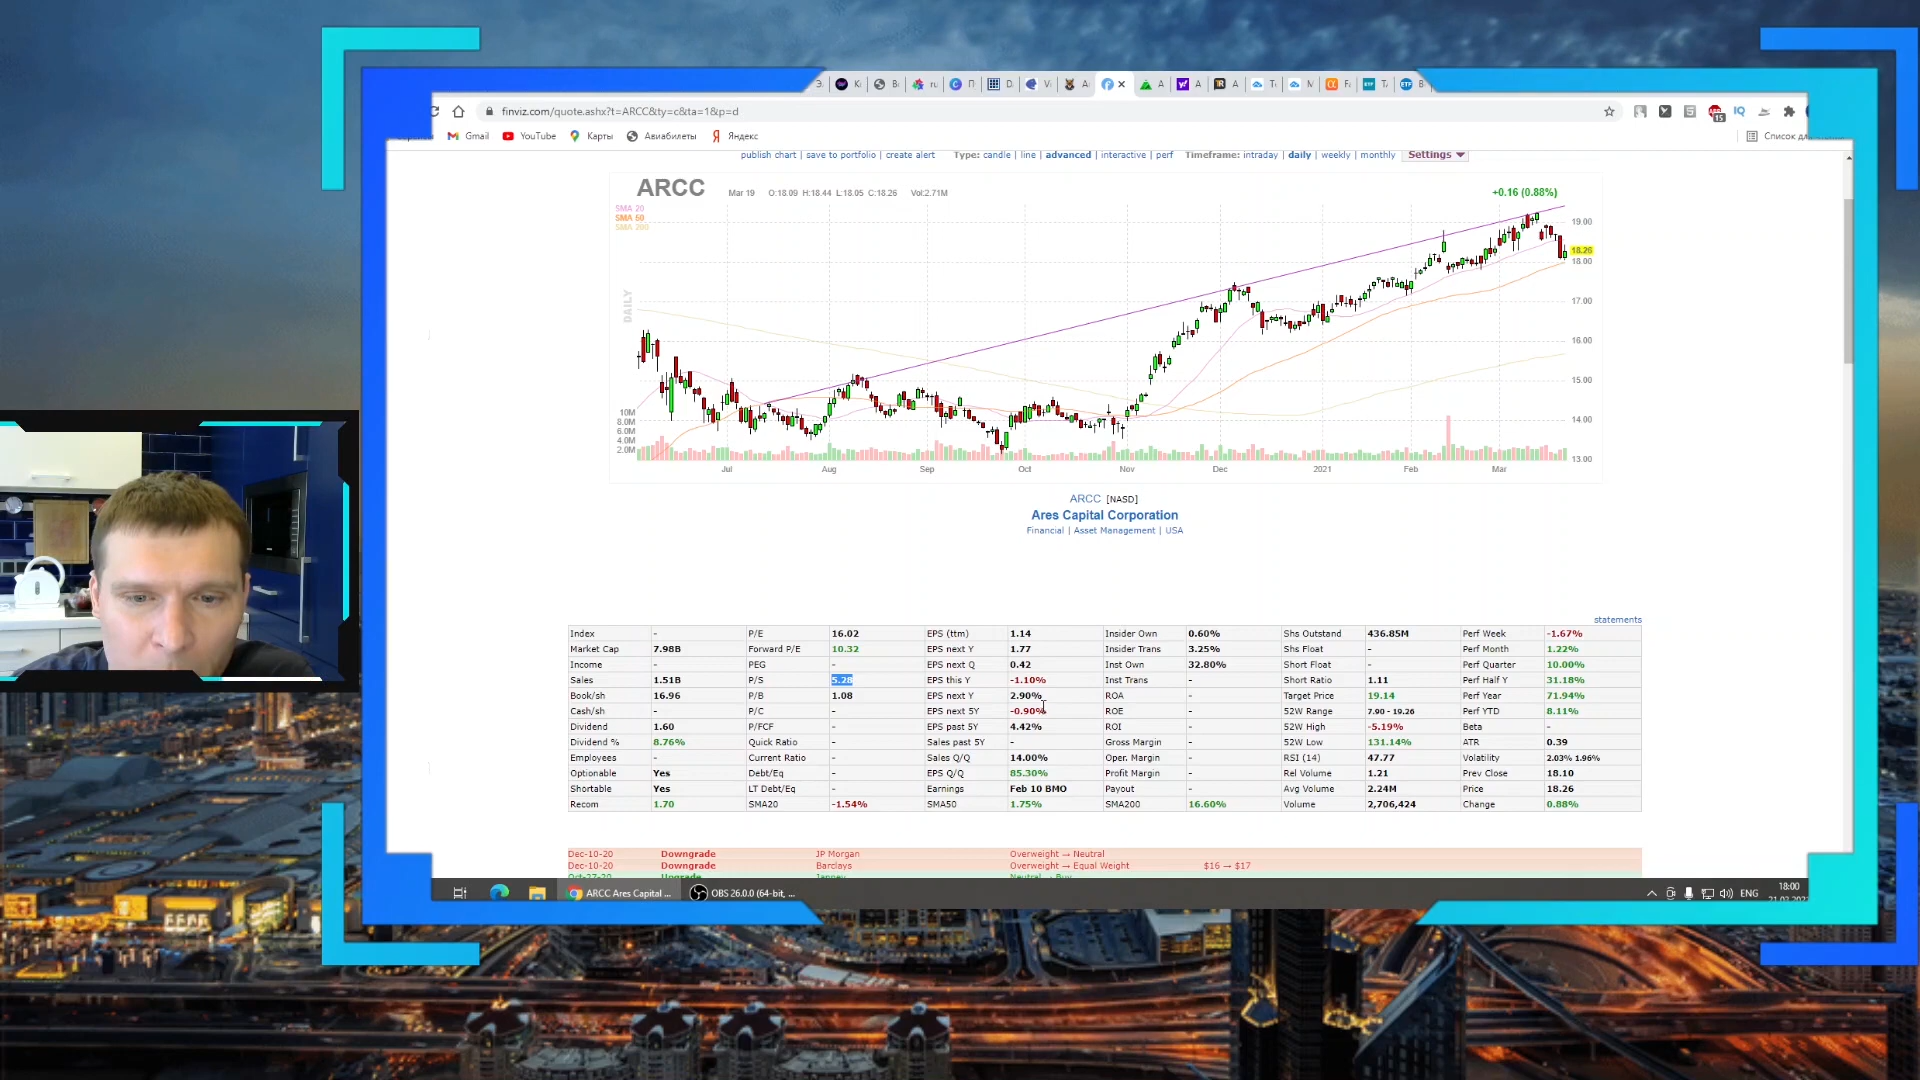 finviz.com/quote.ashx?t=ARCC&ty=c&ta=1&p=d
15
IQ
Gmail YouTube Карты Авиабилеты Яндекс
publish chart | save to portfolio | create alert Type: candle | line | advanced | interactive | perf Timeframe: intraday | daily | weekly | monthly Settings
ARCC Mar 19 O:18.09 H:18.44 L:18.05 C:18.26 Vol:2.71M +0.16 (0.88%)
SMA 20
SMA 50
SMA 200
DAILY
19.00
18.26
18.00
17.00
16.00
15.00
14.00
13.00
10M
8.0M
6.0M
4.0M
2.0M
Jul Aug Sep Oct Nov Dec 2021 Feb Mar
ARCC [NASD]
Ares Capital Corporation
Financial | Asset Management | USA
statements
Index - P/E 16.02 EPS (ttm) 1.14 Insider Own 0.60% Shs Outstand 436.85M Perf Week -1.67%
Market Cap 7.98B Forward P/E 10.32 EPS next Y 1.77 Insider Trans 3.25% Shs Float - Perf Month 1.22%
Income - PEG - EPS next Q 0.42 Inst Own 32.80% Short Float - Perf Quarter 10.00%
Sales 1.51B P/S 5.28 EPS this Y -1.10% Inst Trans - Short Ratio 1.11 Perf Half Y 31.18%
Book/sh 16.96 P/B 1.08 EPS next Y 2.90% ROA - Target Price 19.14 Perf Year 71.94%
Cash/sh - P/C - EPS next 5Y -0.90% ROE - 52W Range 7.90 - 19.26 Perf YTD 8.11%
Dividend 1.60 P/FCF - EPS past 5Y 4.42% ROI - 52W High -5.19% Beta -
Dividend % 8.76% Quick Ratio - Sales past 5Y - Gross Margin - 52W Low 131.14% ATR 0.39
Employees - Current Ratio - Sales Q/Q 14.00% Oper. Margin - RSI (14) 47.77 Volatility 2.03% 1.96%
Optionable Yes Debt/Eq - EPS Q/Q 85.30% Profit Margin - Rel Volume 1.21 Prev Close 18.10
Shortable Yes LT Debt/Eq - Earnings Feb 10 BMO Payout - Avg Volume 2.24M Price 18.26
Recom 1.70 SMA20 -1.54% SMA50 1.75% SMA200 16.60% Volume 2,706,424 Change 0.88%
Dec-10-20 Downgrade JP Morgan Overweight → Neutral
Dec-10-20 Downgrade Barclays Overweight → Equal Weight $16 → $17
Oct-27-20 Upgrade Janney Neutral → Buy
ARCC Ares Capital ... OBS 26.0.0 (64-bit, ... ENG 18:00